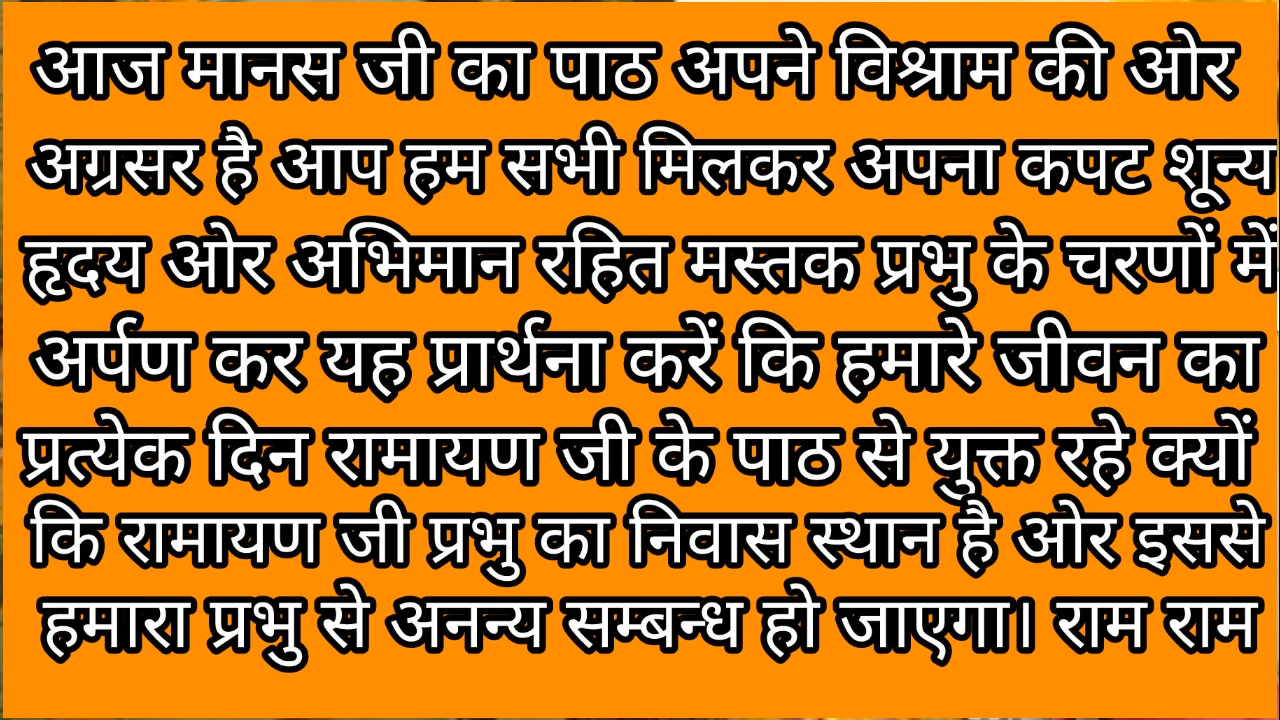 आज मानस जी का पाठ अपने विश्राम की ओर
अग्रसर है आप हम सभी मिलकर अपना कपट शून्य
हृदय ओर अभिमान रहित मस्तक प्रभु के चरणों में
अर्पण कर यह प्रार्थना करें कि हमारे जीवन का
प्रत्येक दिन रामायण जी के पाठ से युक्त रहे क्यों
कि रामायण जी प्रभु का निवास स्थान है ओर इससे
हमारा प्रभु से अनन्य सम्बन्ध हो जाएगा। राम राम